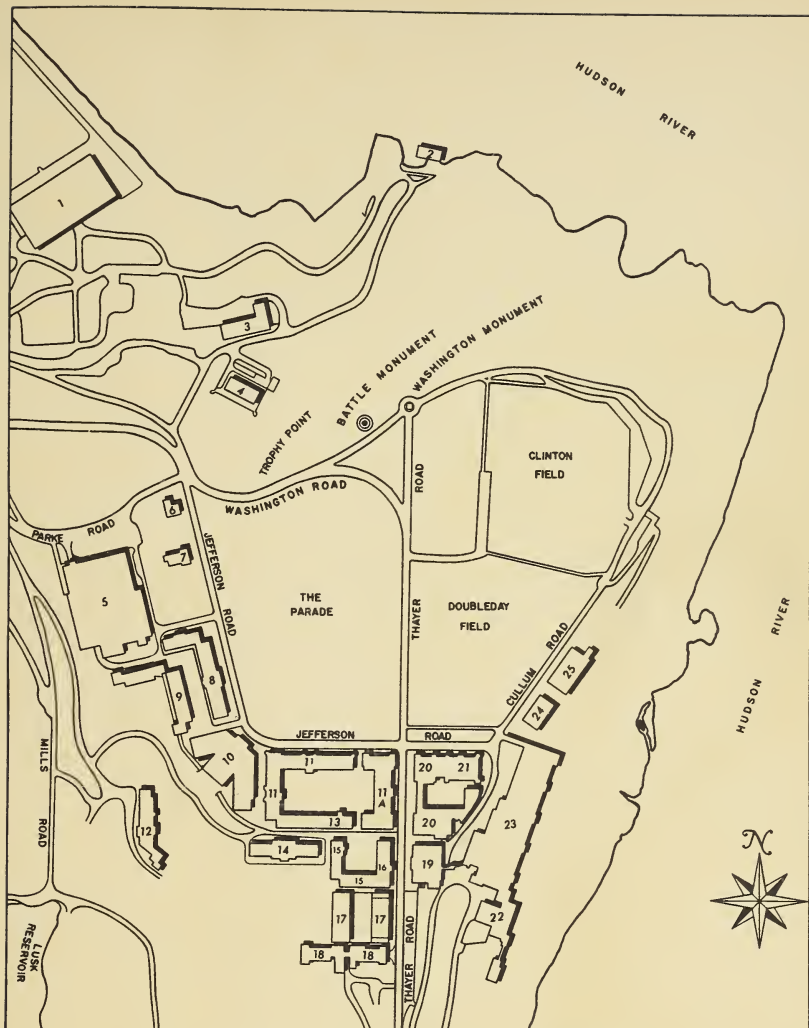 HUDSON
RIVER
2
1
3
4
BATTLE MONUMENT
WASHINGTON MONUMENT
TROPHY POINT
CLINTON
FIELD
ROAD
WASHINGTON ROAD
6
PARKE ROAD
7
JEFFERSON
ROAD
5
THE
PARADE
THAYER
DOUBLEDAY
FIELD
CULLUM ROAD
HUDSON
RIVER
25
8
9
24
JEFFERSON ROAD
MILLS
ROAD
10
11
11
11
A
20
21
20
23
12
13
14
15
16
15
19
N
17
17
22
18
18
THAYER ROAD
LUSK
RESERVOIR